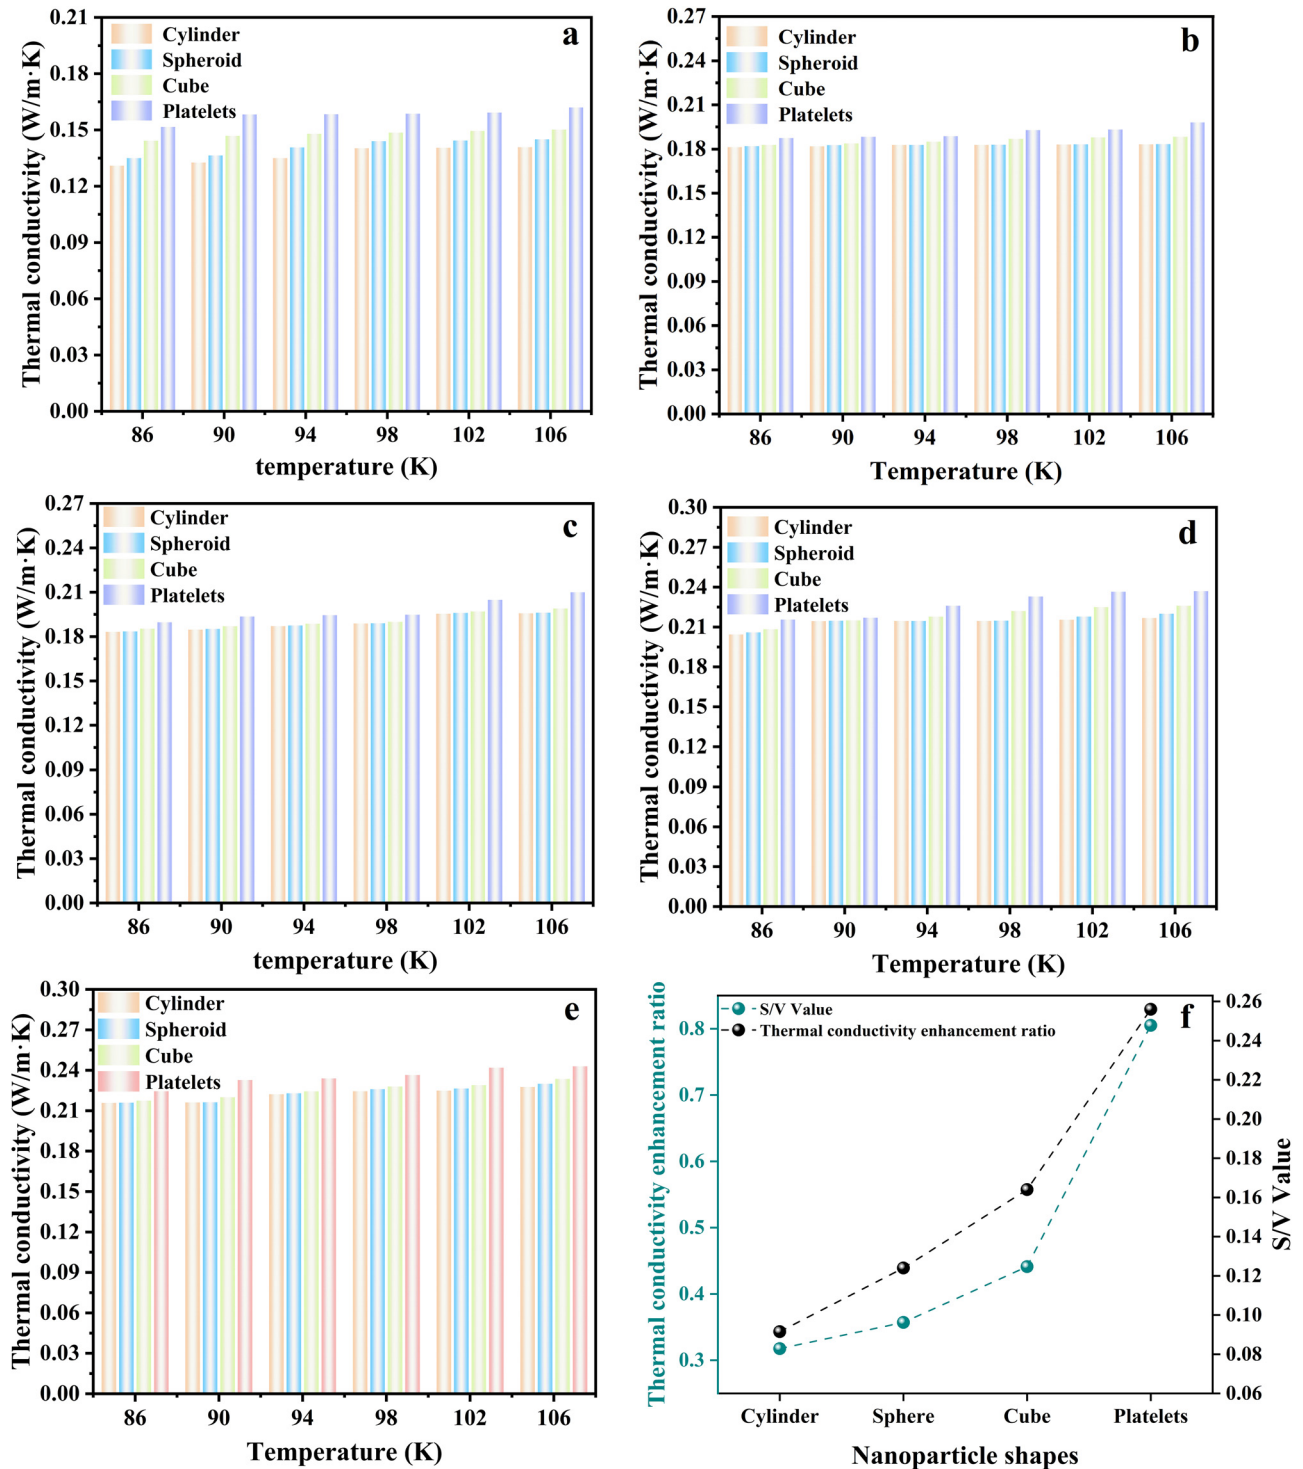 a
Cylinder
Spheroid
Cube
Platelets
Thermal conductivity (W/m·K)
0.21
0.18
0.15
0.12
0.09
0.06
0.03
0.00
86 90 94 98 102 106
temperature (K)
b
Cylinder
Spheroid
Cube
Platelets
Thermal conductivity (W/m·K)
0.27
0.24
0.21
0.18
0.15
0.12
0.09
0.06
0.03
0.00
86 90 94 98 102 106
Temperature (K)
c
Cylinder
Spheroid
Cube
Platelets
Thermal conductivity (W/m·K)
0.27
0.24
0.21
0.18
0.15
0.12
0.09
0.06
0.03
0.00
86 90 94 98 102 106
temperature (K)
d
Cylinder
Spheroid
Cube
Platelets
Thermal conductivity (W/m·K)
0.30
0.27
0.24
0.21
0.18
0.15
0.12
0.09
0.06
0.03
0.00
86 90 94 98 102 106
Temperature (K)
e
Cylinder
Spheroid
Cube
Platelets
Thermal conductivity (W/m·K)
0.30
0.27
0.24
0.21
0.18
0.15
0.12
0.09
0.06
0.03
0.00
86 90 94 98 102 106
Temperature (K)
f
S/V Value
Thermal conductivity enhancement ratio
Thermal conductivity enhancement ratio
0.8
0.7
0.6
0.5
0.4
0.3
0.26
0.24
0.22
0.20
0.18
0.16
0.14
0.12
0.10
0.08
0.06
S/V Value
Cylinder Sphere Cube Platelets
Nanoparticle shapes